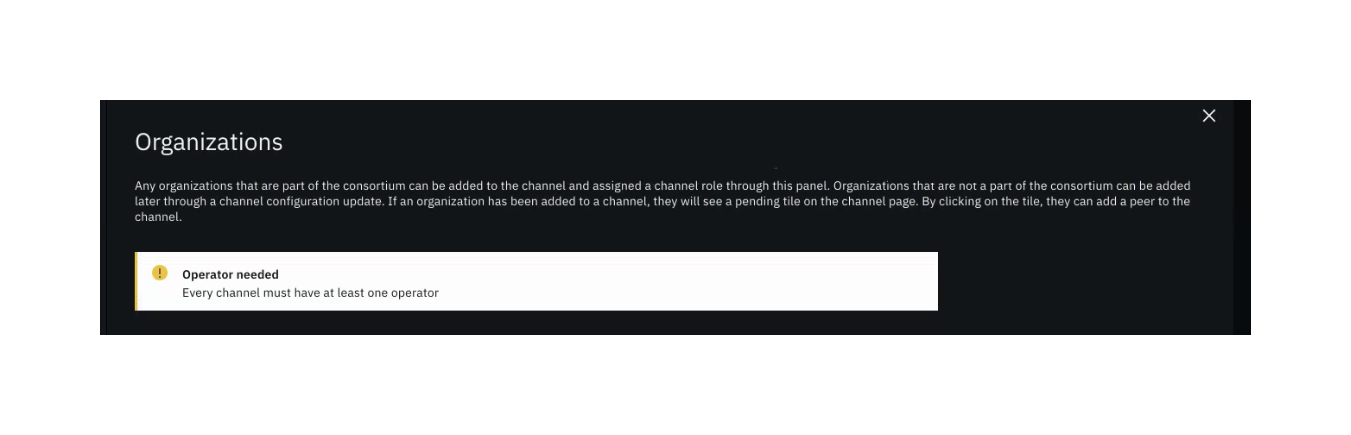 Organizations
Any organizations that are part of the consortium can be added to the channel and assigned a channel role through this panel. Organizations that are not a part of the consortium can be added
later through a channel configuration update. If an organization has been added to a channel, they will see a pending tile on the channel page. By clicking on the tile, they can add a peer to the
channel.
Operator needed
Every channel must have at least one operator